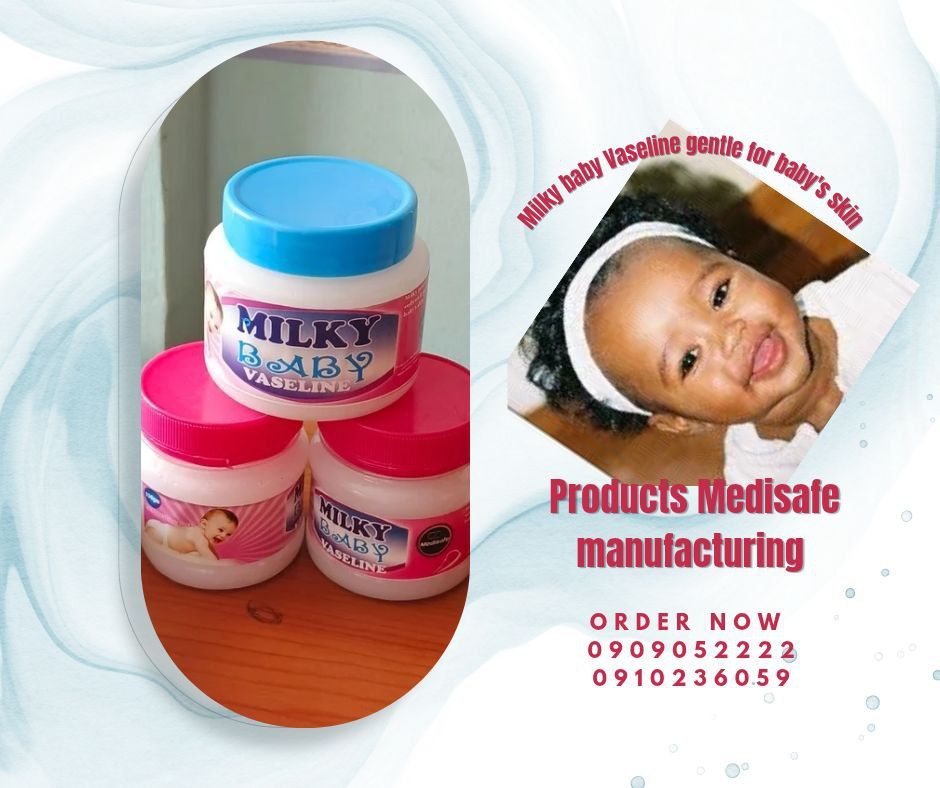 Milky baby Vaseline gentle for baby's skin
MILKY
BABY
VASELINE
MILKY
BABY
VASELINE
Products Medisafe
manufacturing
ORDER NOW
0909052222
0910236059